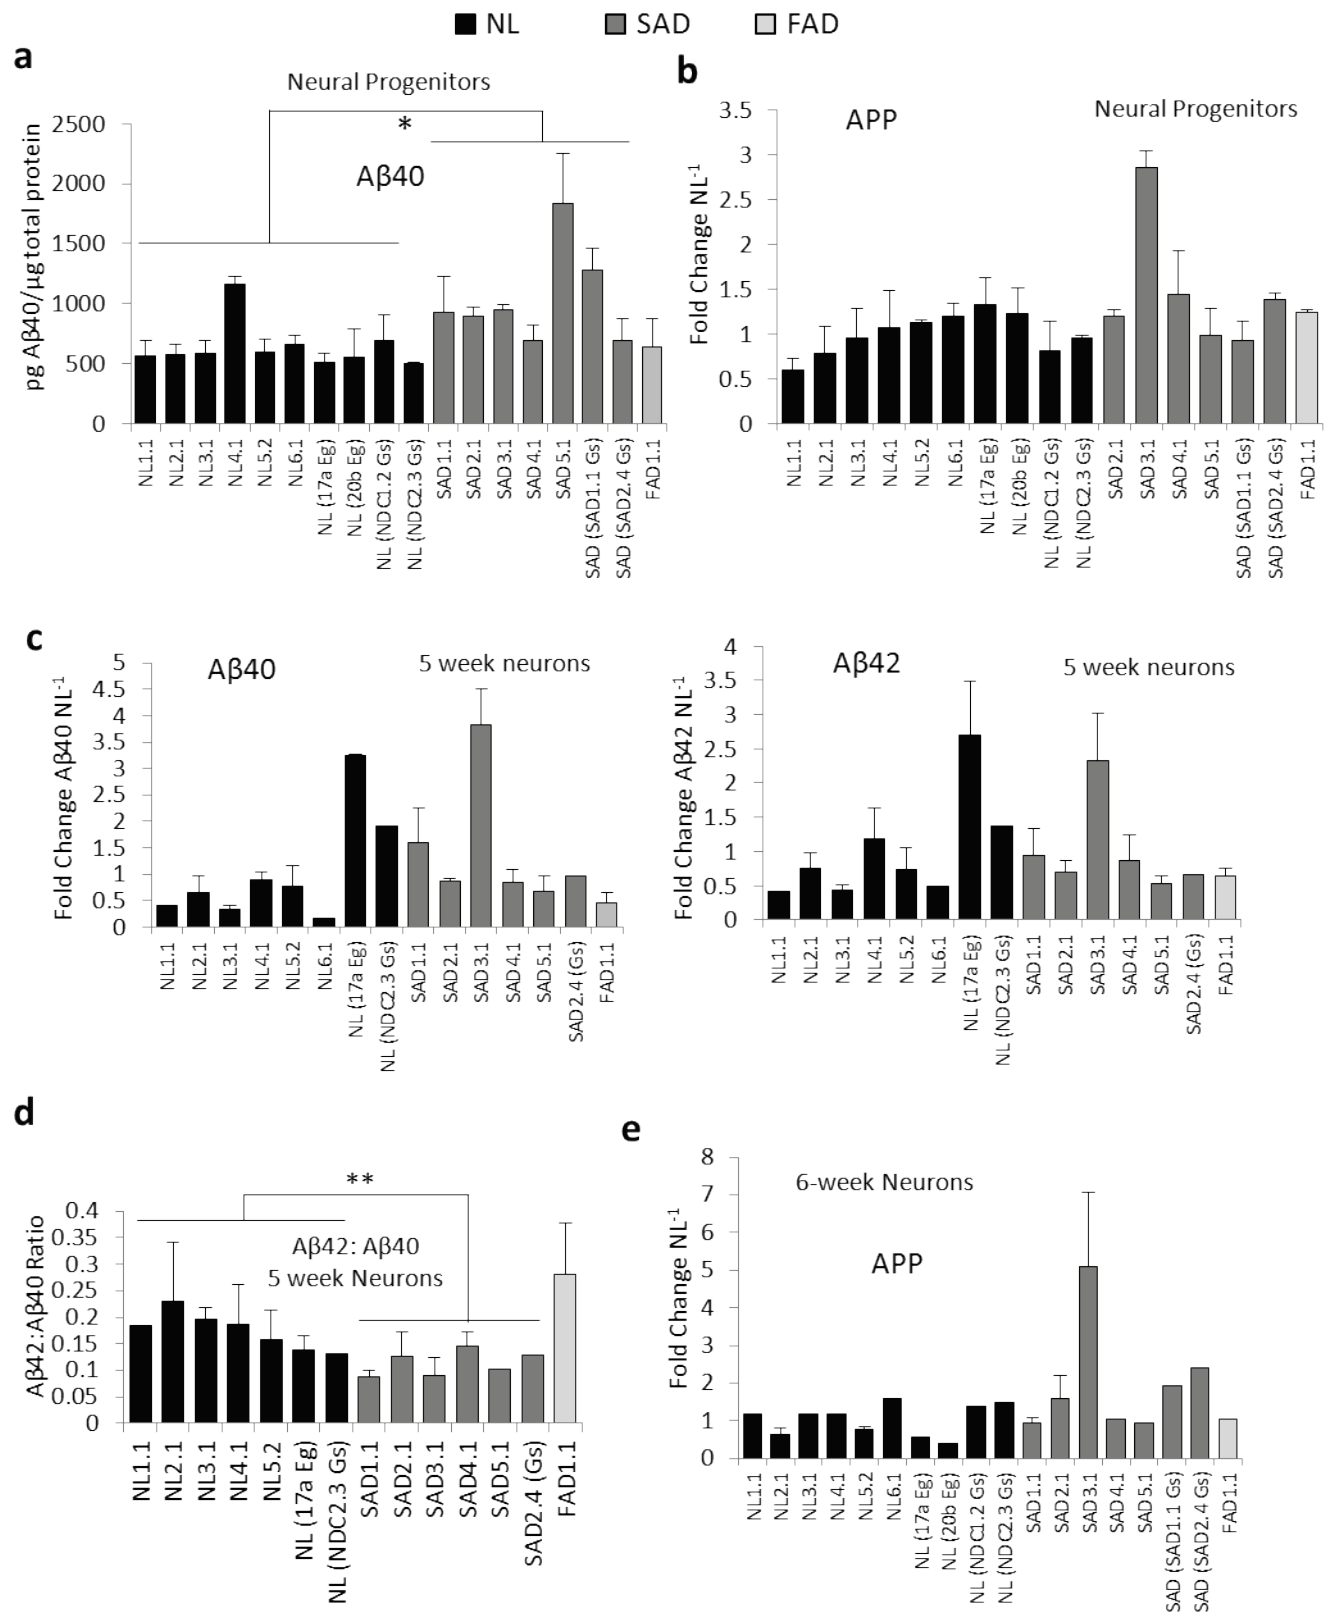 NL SAD FAD
a
Neural Progenitors
*
Aβ40
pg Aβ40/µg total protein
2500
2000
1500
1000
500
0
NL1.1
NL2.1
NL3.1
NL4.1
NL5.2
NL6.1
NL (17a Eg)
NL (20b Eg)
NL (NDC1.2 Gs)
NL (NDC2.3 Gs)
SAD1.1
SAD2.1
SAD3.1
SAD4.1
SAD5.1
SAD (SAD1.1 Gs)
SAD (SAD2.4 Gs)
FAD1.1
b
APP
Neural Progenitors
Fold Change NL-1
3.5
3
2.5
2
1.5
1
0.5
0
NL1.1
NL2.1
NL3.1
NL4.1
NL5.2
NL6.1
NL (17a Eg)
NL (20b Eg)
NL (NDC1.2 Gs)
NL (NDC2.3 Gs)
SAD2.1
SAD3.1
SAD4.1
SAD5.1
SAD (SAD1.1 Gs)
SAD (SAD2.4 Gs)
FAD1.1
c
Aβ40
5 week neurons
Fold Change Aβ40 NL-1
5
4.5
4
3.5
3
2.5
2
1.5
1
0.5
0
NL1.1
NL2.1
NL3.1
NL4.1
NL5.2
NL6.1
NL (17a Eg)
NL (NDC2.3 Gs)
SAD1.1
SAD2.1
SAD3.1
SAD4.1
SAD5.1
SAD2.4 (Gs)
FAD1.1
Aβ42
5 week neurons
Fold Change Aβ42 NL-1
4
3.5
3
2.5
2
1.5
1
0.5
0
NL1.1
NL2.1
NL3.1
NL4.1
NL5.2
NL6.1
NL (17a Eg)
NL (NDC2.3 Gs)
SAD1.1
SAD2.1
SAD3.1
SAD4.1
SAD5.1
SAD2.4 (Gs)
FAD1.1
d
**
Aβ42: Aβ40
5 week Neurons
Aβ42:Aβ40 Ratio
0.4
0.35
0.3
0.25
0.2
0.15
0.1
0.05
0
NL1.1
NL2.1
NL3.1
NL4.1
NL5.2
NL (17a Eg)
NL (NDC2.3 Gs)
SAD1.1
SAD2.1
SAD3.1
SAD4.1
SAD5.1
SAD2.4 (Gs)
FAD1.1
e
6-week Neurons
APP
Fold Change NL-1
8
7
6
5
4
3
2
1
0
NL1.1
NL2.1
NL3.1
NL4.1
NL5.2
NL6.1
NL (17a Eg)
NL (20b Eg)
NL (NDC1.2 Gs)
NL (NDC2.3 Gs)
SAD1.1
SAD2.1
SAD3.1
SAD4.1
SAD5.1
SAD (SAD1.1 Gs)
SAD (SAD2.4 Gs)
FAD1.1